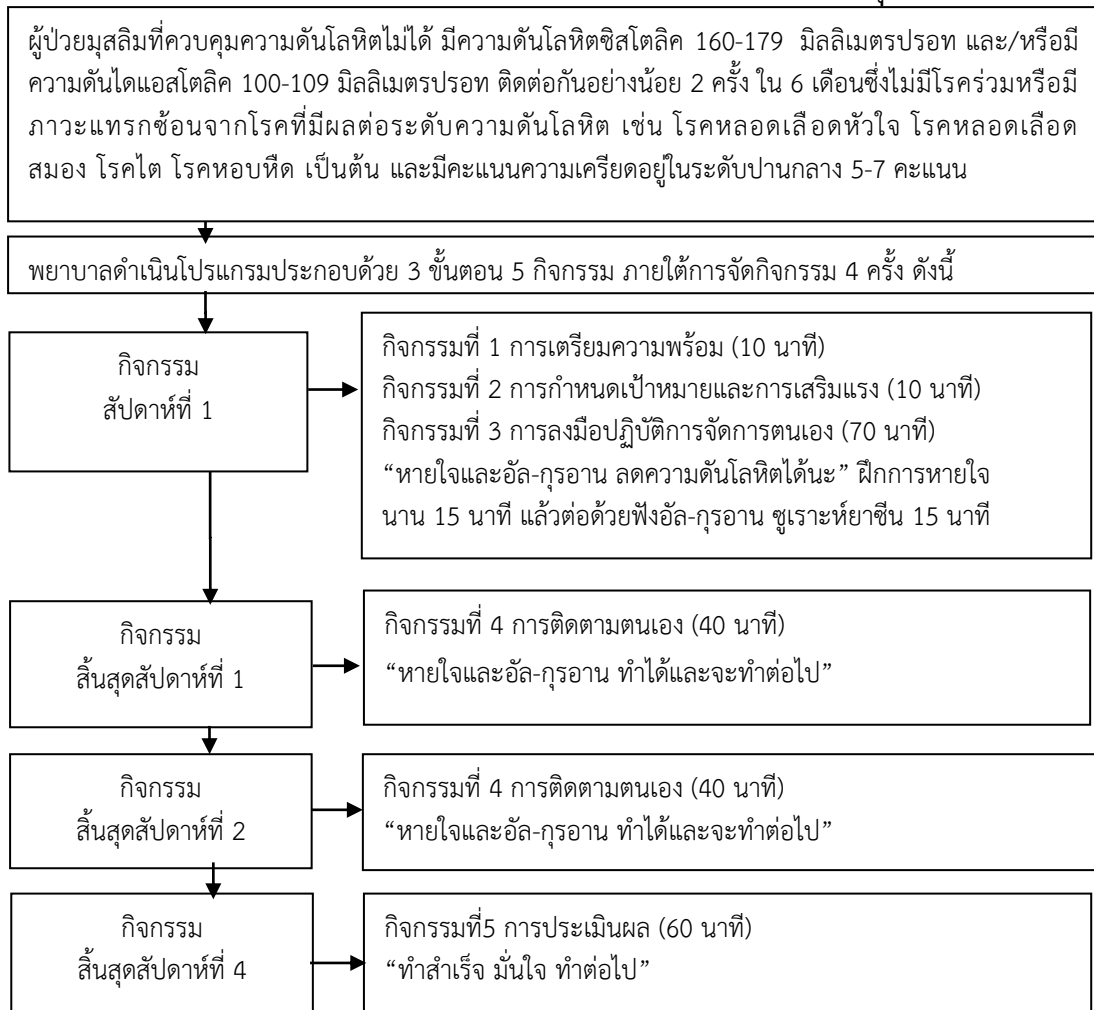 ผู้ป่วยมุสลิมที่ควบคุมความดันโลหิตไม่ได้ มีความดันโลหิตซิสโตลิค 160-179 มิลลิเมตรปรอท และ/หรือมี
ความดันไดแอสโตลิค 100-109 มิลลิเมตรปรอท ติดต่อกันอย่างน้อย 2 ครั้ง ใน 6 เดือนซึ่งไม่มีโรคร่วมหรือมี
ภาวะแทรกซ้อนจากโรคที่มีผลต่อระดับความดันโลหิต เช่น โรคหลอดเลือดหัวใจ โรคหลอดเลือด
สมอง โรคไต โรคหอบหืด เป็นต้น และมีคะแนนความเครียดอยู่ในระดับปานกลาง 5-7 คะแนน
พยาบาลดำเนินโปรแกรมประกอบด้วย 3 ขั้นตอน 5 กิจกรรม ภายใต้การจัดกิจกรรม 4 ครั้ง ดังนี้
กิจกรรม
สัปดาห์ที่ 1
กิจกรรมที่ 1 การเตรียมความพร้อม (10 นาที)
กิจกรรมที่ 2 การกำหนดเป้าหมายและการเสริมแรง (10 นาที)
กิจกรรมที่ 3 การลงมือปฏิบัติการจัดการตนเอง (70 นาที)
“หายใจและอัล-กุรอาน ลดความดันโลหิตได้นะ” ฝึกการหายใจ
นาน 15 นาที แล้วต่อด้วยฟังอัล-กุรอาน ซูเราะห์ยาซีน 15 นาที
กิจกรรม
สิ้นสุดสัปดาห์ที่ 1
กิจกรรมที่ 4 การติดตามตนเอง (40 นาที)
“หายใจและอัล-กุรอาน ทำได้และจะทำต่อไป”
กิจกรรม
สิ้นสุดสัปดาห์ที่ 2
กิจกรรมที่ 4 การติดตามตนเอง (40 นาที)
“หายใจและอัล-กุรอาน ทำได้และจะทำต่อไป”
กิจกรรม
สิ้นสุดสัปดาห์ที่ 4
กิจกรรมที่5 การประเมินผล (60 นาที)
“ทำสำเร็จ มั่นใจ ทำต่อไป”